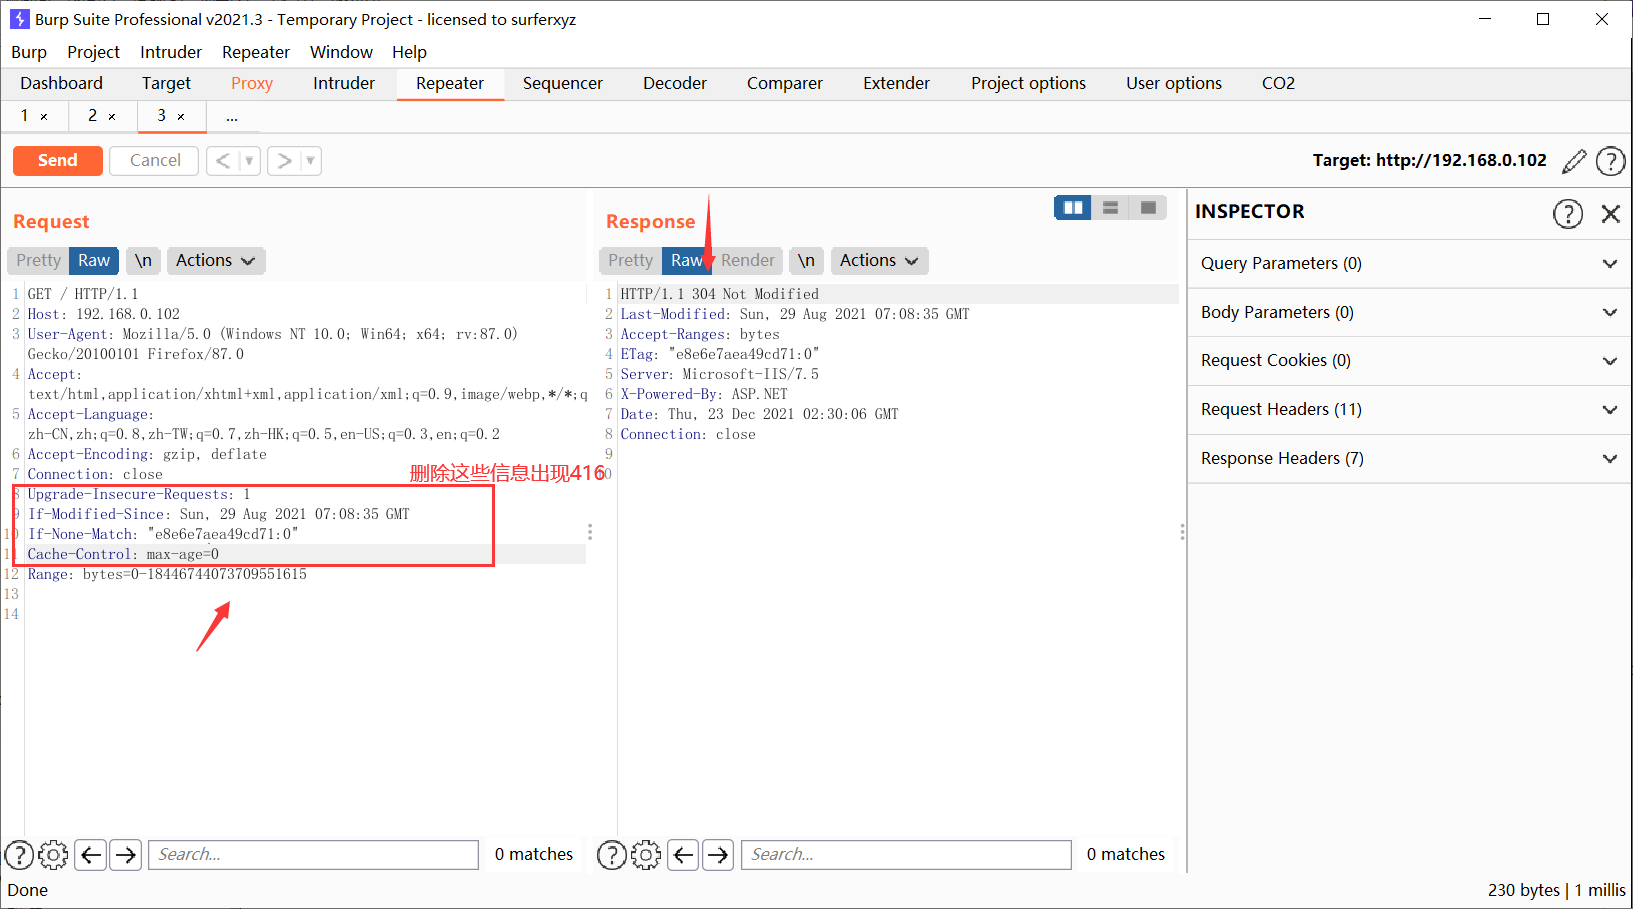 Burp Suite Professional v2021.3 - Temporary Project - licensed to surferxyz
Burp Project Intruder Repeater Window Help
Dashboard Target Proxy Intruder Repeater Sequencer Decoder Comparer Extender Project options User options CO2
1 × 2 × 3 × ...
Send Cancel < >
Target: http://192.168.0.102
Request
Pretty Raw \n Actions
1 GET / HTTP/1.1
2 Host: 192.168.0.102
3 User-Agent: Mozilla/5.0 (Windows NT 10.0; Win64; x64; rv:87.0)
Gecko/20100101 Firefox/87.0
4 Accept:
text/html,application/xhtml+xml,application/xml;q=0.9,image/webp,*/*;q
5 Accept-Language:
zh-CN,zh;q=0.8,zh-TW;q=0.7,zh-HK;q=0.5,en-US;q=0.3,en;q=0.2
6 Accept-Encoding: gzip, deflate
7 Connection: close
删除这些信息出现416
8 Upgrade-Insecure-Requests: 1
9 If-Modified-Since: Sun, 29 Aug 2021 07:08:35 GMT
10 If-None-Match: "e8e6e7aea49cd71:0"
11 Cache-Control: max-age=0
12 Range: bytes=0-18446744073709551615
13
14
Search... 0 matches
Response
Pretty Raw Render \n Actions
1 HTTP/1.1 304 Not Modified
2 Last-Modified: Sun, 29 Aug 2021 07:08:35 GMT
3 Accept-Ranges: bytes
4 ETag: "e8e6e7aea49cd71:0"
5 Server: Microsoft-IIS/7.5
6 X-Powered-By: ASP.NET
7 Date: Thu, 23 Dec 2021 02:30:06 GMT
8 Connection: close
9
10
Search... 0 matches
INSPECTOR
Query Parameters (0)
Body Parameters (0)
Request Cookies (0)
Request Headers (11)
Response Headers (7)
Done
230 bytes | 1 millis